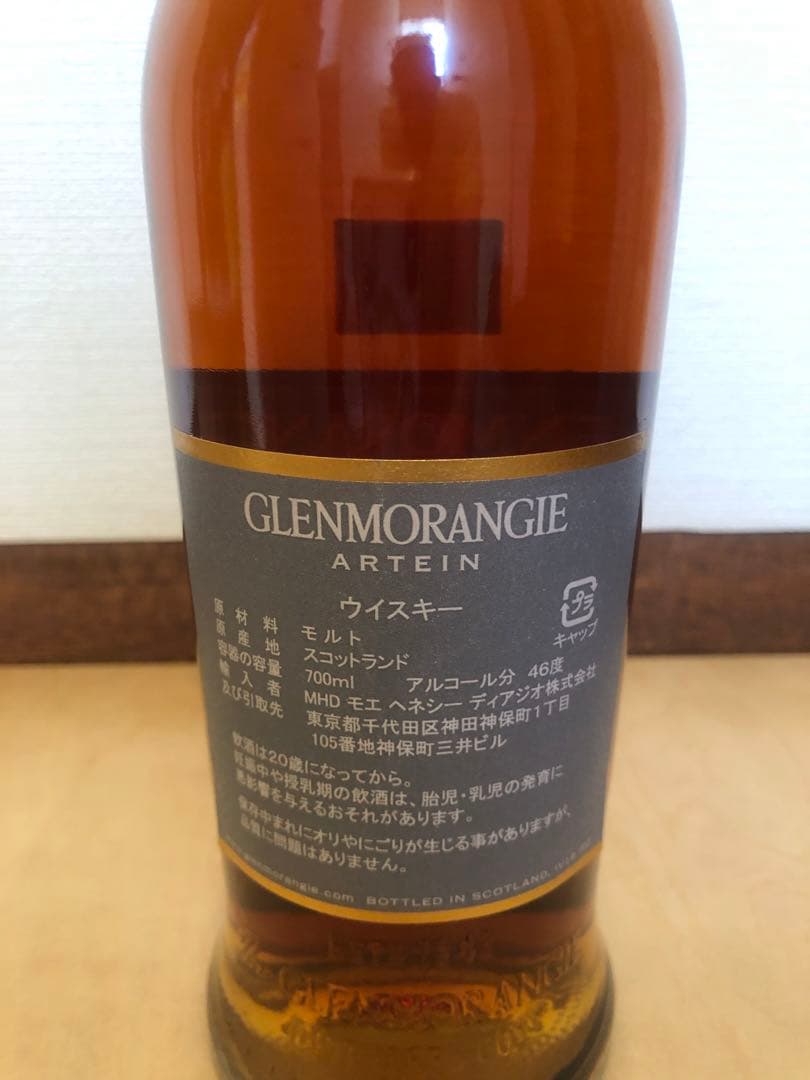 GLENMORANGIE
ARTEIN
ウイスキー
プラ
キャップ
原材料 モルト
原産地 スコットランド
容器の容量 700ml アルコール分 46度
輸入者 MHD モエ ヘネシー ディアジオ株式会社
及び引取先 東京都千代田区神田神保町1丁目
105番地神保町三井ビル
飲酒は20歳になってから。
妊娠中や授乳期の飲酒は、胎児・乳児の発育に
悪影響を与えるおそれがあります。
保存中まれにオリやにごりが生じる事がありますが、
品質に問題はありません。
www.glenmorangie.com BOTTLED IN SCOTLAND,
The
GLENMORANGIE